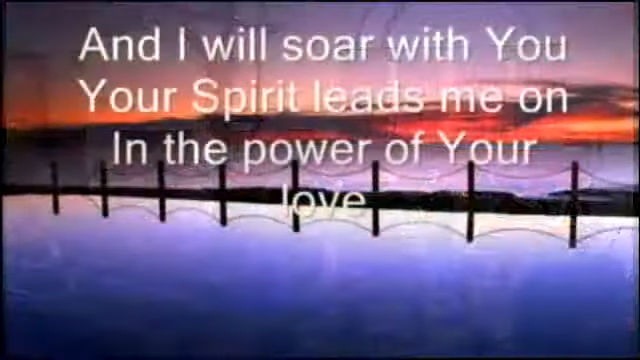 And I will soar with You
Your Spirit leads me on
In the power of Your
love